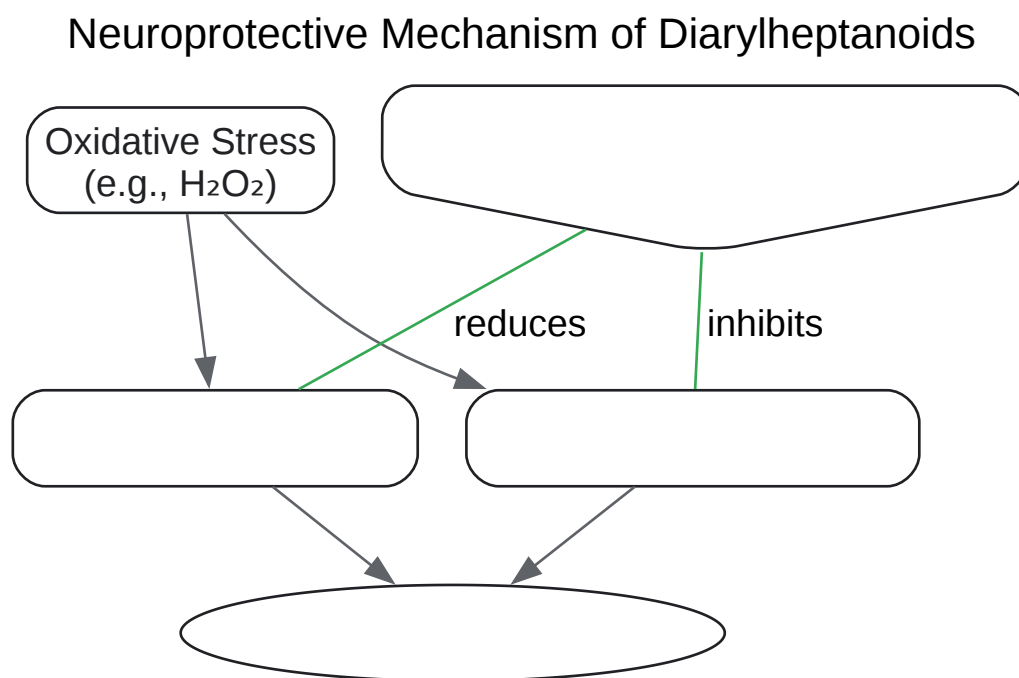 Neuroprotective Mechanism of Diarylheptanoids
Oxidative Stress
(e.g., H₂O₂)
reduces
inhibits